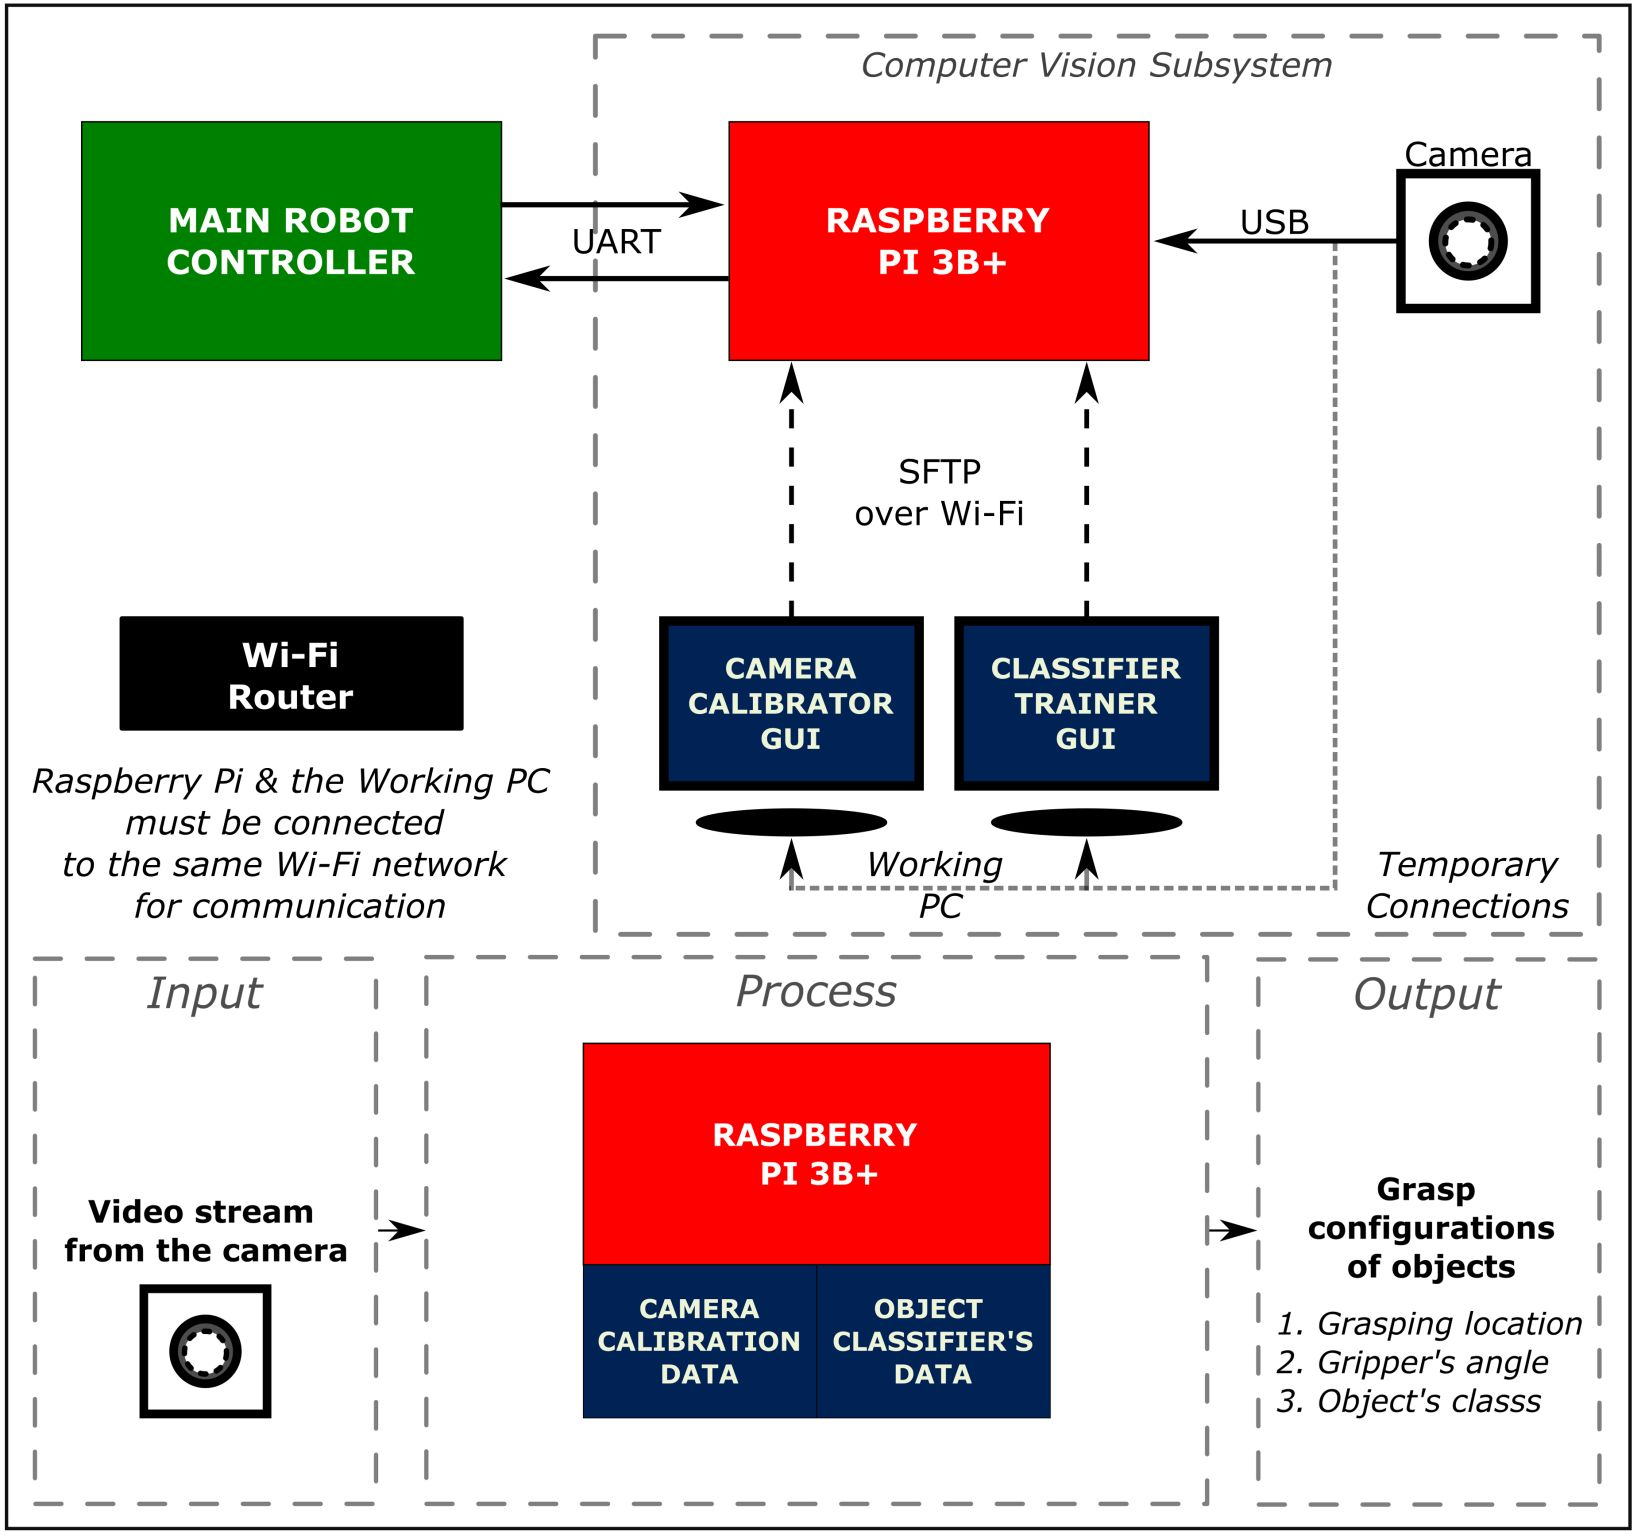 Computer Vision Subsystem
MAIN ROBOT
CONTROLLER
UART
RASPBERRY
PI 3B+
USB
Camera
SFTP
over Wi-Fi
Wi-Fi
Router
Raspberry Pi & the Working PC
must be connected
to the same Wi-Fi network
for communication
CAMERA
CALIBRATOR
GUI
CLASSIFIER
TRAINER
GUI
Working
PC
Temporary
Connections
Input
Video stream
from the camera
Process
RASPBERRY
PI 3B+
CAMERA
CALIBRATION
DATA
OBJECT
CLASSIFIER'S
DATA
Output
Grasp
configurations
of objects
1. Grasping location
2. Gripper's angle
3. Object's classs